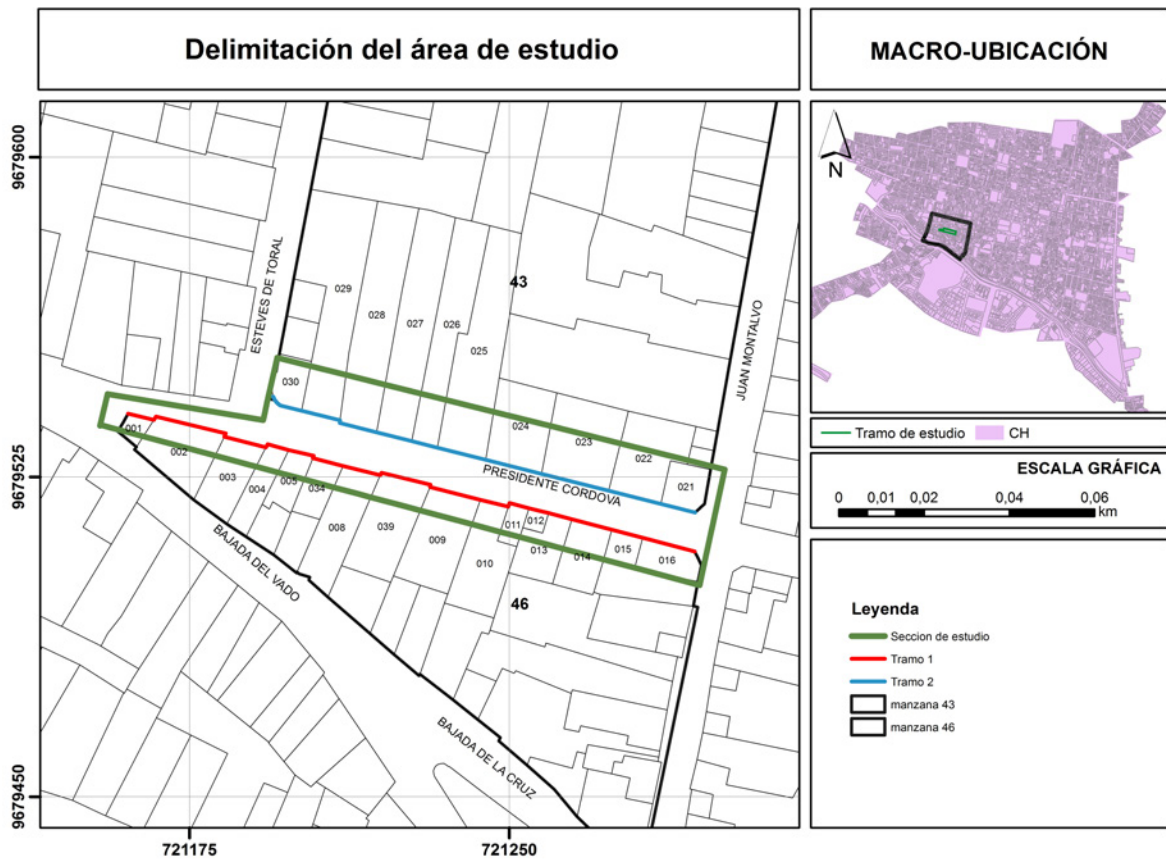 Delimitación del área de estudio
MACRO-UBICACIÓN
9679600
9679525
9679450
721175
721250
ESTEVES DE TORAL
JUAN MONTALVO
PRESIDENTE CORDOVA
BAJADA DEL VADO
BAJADA DE LA CRUZ
43
46
029
028
027
026
025
030
024
023
022
021
001
002
003
004
005
034
008
039
009
010
011
012
013
014
015
016
N
Tramo de estudio
CH
ESCALA GRÁFICA
0 0,01 0,02 0,04 0,06
km
Leyenda
Seccion de estudio
Tramo 1
Tramo 2
manzana 43
manzana 46